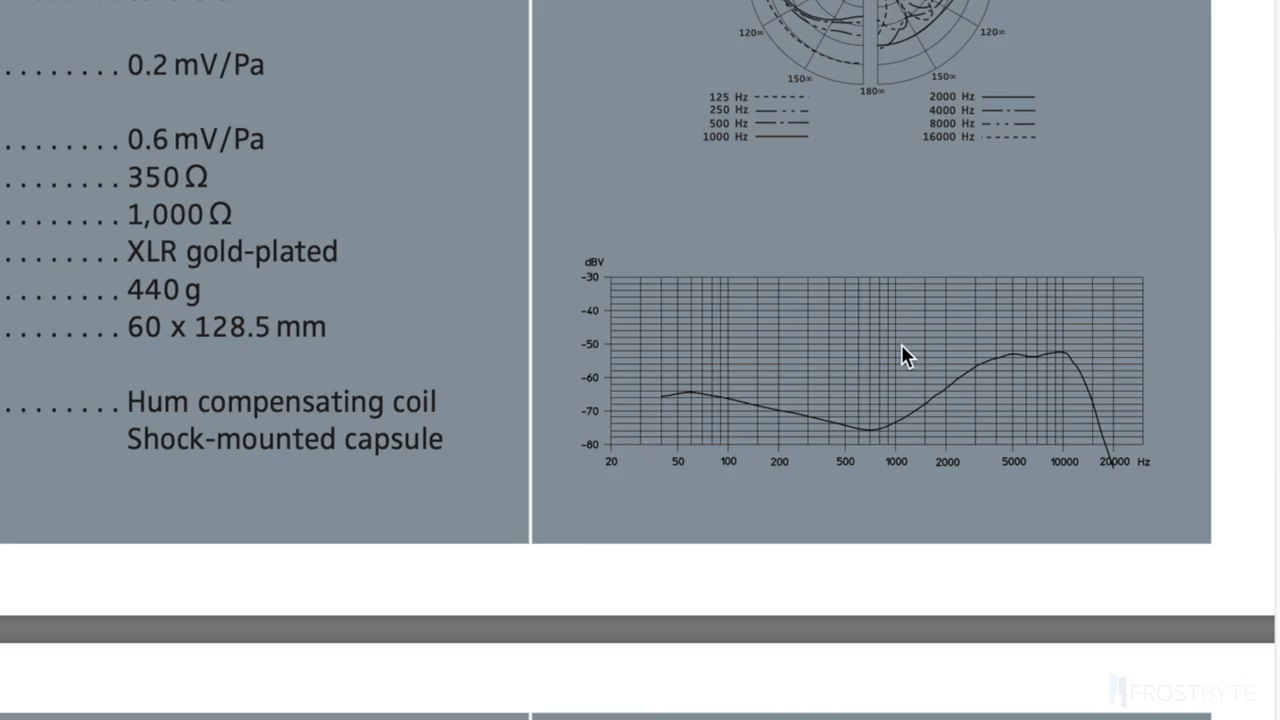 ........ 0.2 mV/Pa
........ 0.6 mV/Pa
........ 350 Ω
........ 1,000 Ω
........ XLR gold-plated
........ 440 g
........ 60 x 128.5 mm
........ Hum compensating coil
Shock-mounted capsule
120∞ 120∞
150∞ 150∞
180∞
125 Hz 2000 Hz
250 Hz 4000 Hz
500 Hz 8000 Hz
1000 Hz 16000 Hz
dBV
-30
-40
-50
-60
-70
-80
20 50 100 200 500 1000 2000 5000 10000 20000 Hz
FROSTBYTE